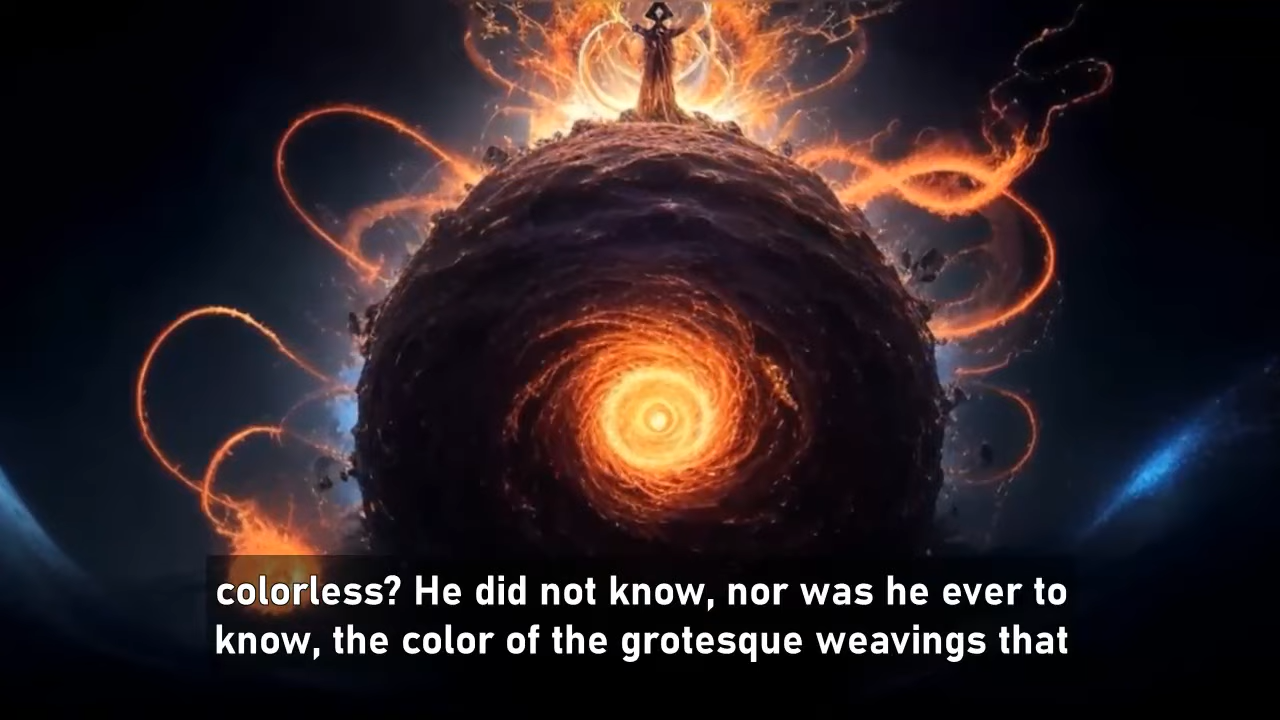 colorless? He did not know, nor was he ever to
know, the color of the grotesque weavings that